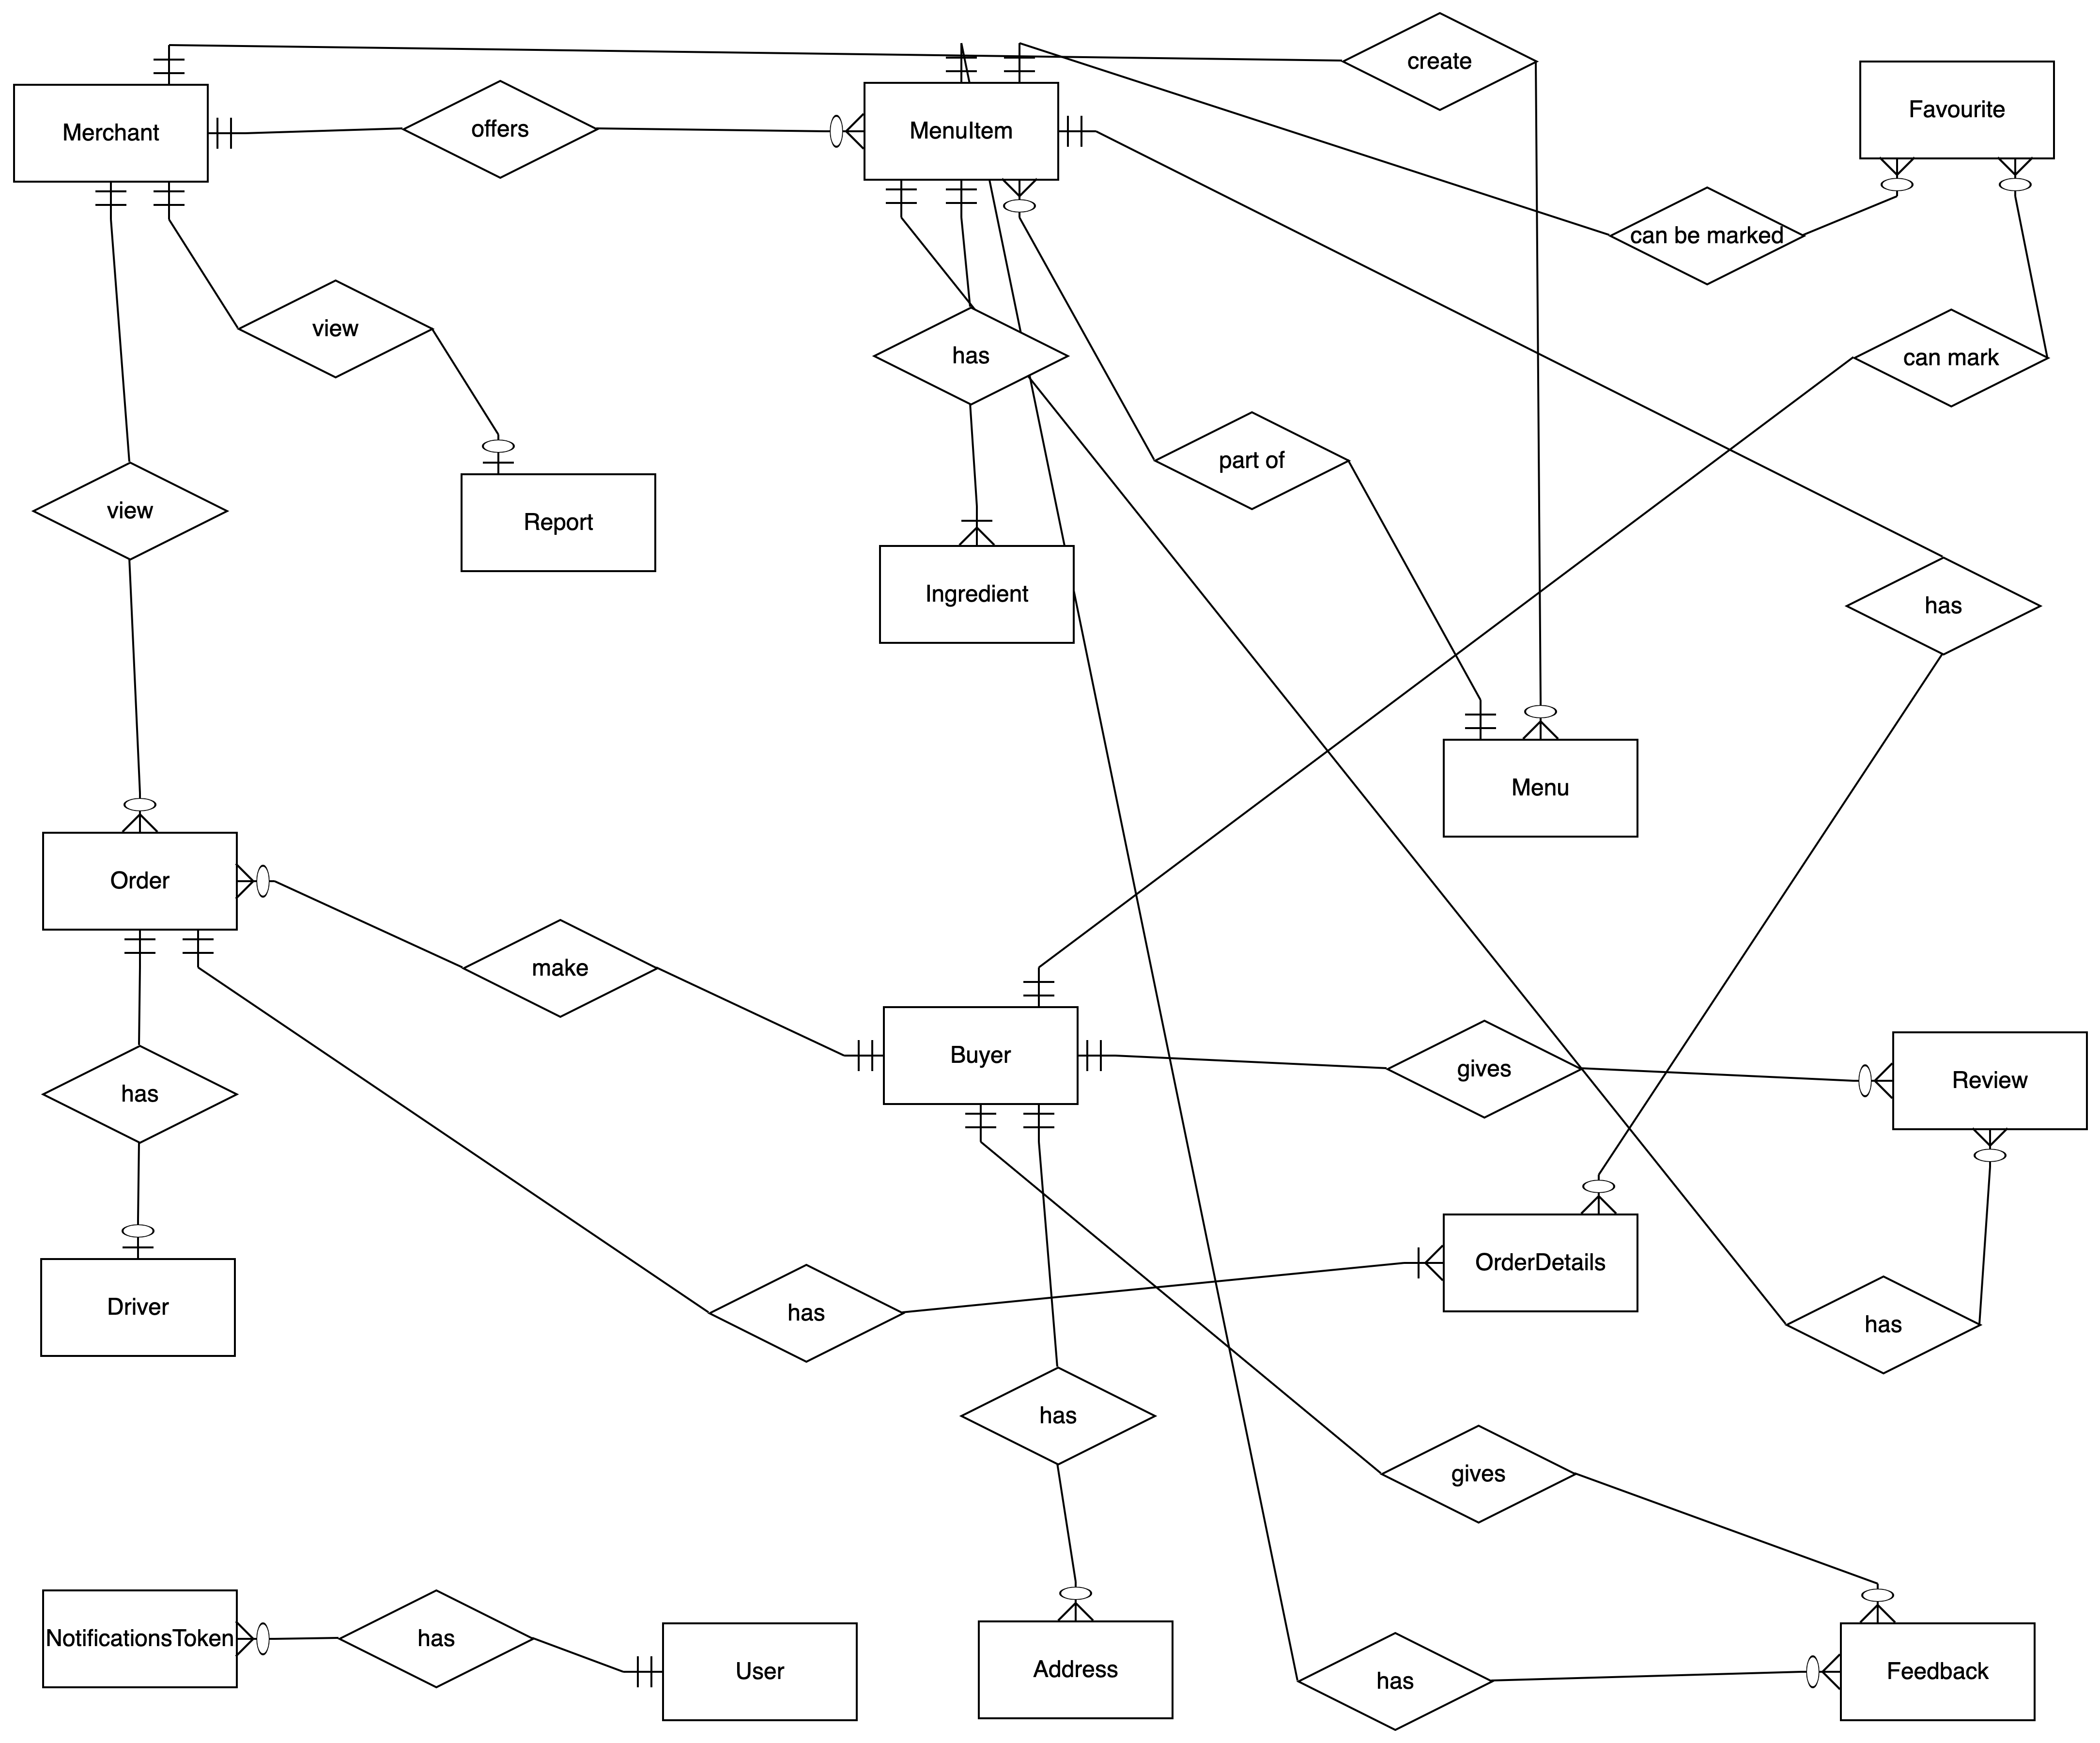 create
Favourite
Merchant
offers
MenuItem
can be marked
view
has
can mark
part of
view
Report
Ingredient
has
Menu
Order
make
Buyer
gives
Review
has
OrderDetails
Driver
has
has
has
gives
NotificationsToken
has
User
Address
has
Feedback